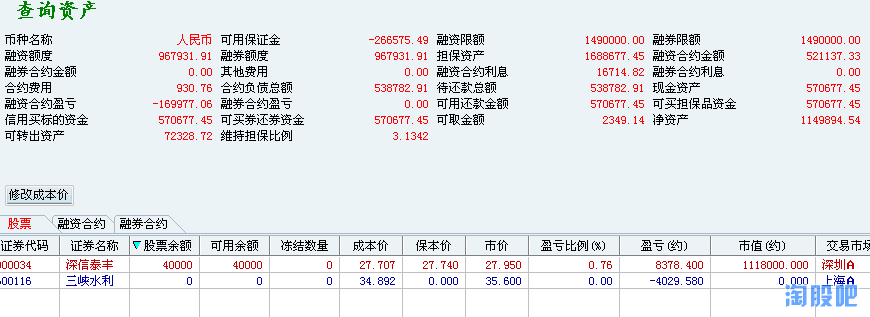 查询资产
币种名称 人民币 可用保证金 -266575.49 融资限额 1490000.00 融券限额 1490000.00
融资额度 967931.91 融券额度 967931.91 担保资产 1688677.45 融资合约金额 521137.33
融券合约金额 0.00 其他费用 0.00 融资合约利息 16714.82 融券合约利息 0.00
合约费用 930.76 合约负债总额 538782.91 待还款总额 538782.91 现金资产 570677.45
融资合约盈亏 -169977.06 融券合约盈亏 0.00 可用还款金额 570677.45 可买担保品资金 570677.45
信用买标的资金 570677.45 可买券还券资金 570677.45 可取金额 2349.14 净资产 1149894.54
可转出资产 72328.72 维持担保比例 3.1342
修改成本价
股票 融资合约 融券合约
证券代码 证券名称 股票余额 可用余额 冻结数量 成本价 保本价 市价 盈亏比例(%) 盈亏(约) 市值(约) 交易市场
000034 深信泰丰 40000 40000 0 27.707 27.740 27.950 0.76 8378.400 1118000.000 深圳A
600116 三峡水利 0 0 0 34.892 0.000 35.600 0.00 -4029.580 0.000 上海A
淘股吧